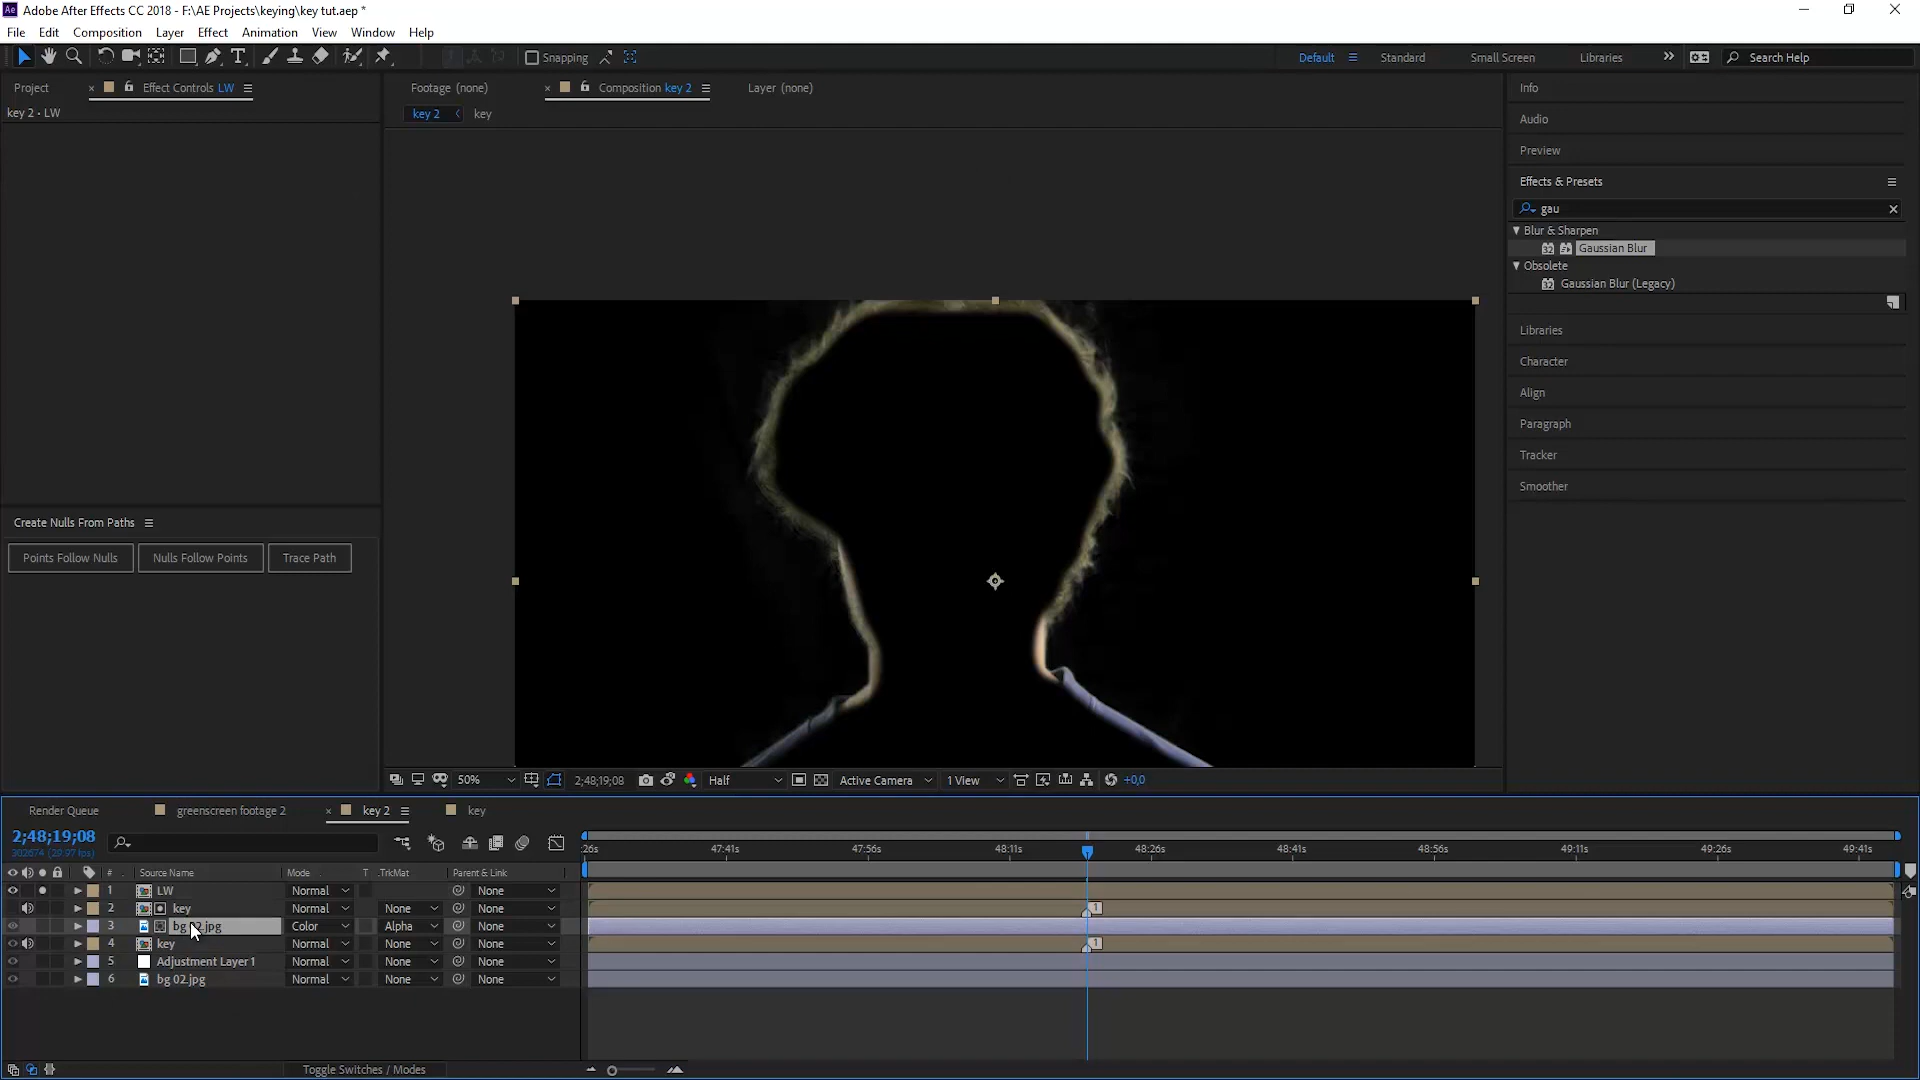 Adobe After Effects CC 2018 - F:\AE Projects\keying\key tut.aep *
File Edit Composition Layer Effect Animation View Window Help
Snapping
Default Standard Small Screen Libraries Search Help
Project Effect Controls LW
key 2 • LW
Footage (none) Composition key 2 Layer (none)
key 2 key
Info
Audio
Preview
Effects & Presets
gau
Blur & Sharpen
Gaussian Blur
Obsolete
Gaussian Blur (Legacy)
Libraries
Character
Align
Paragraph
Tracker
Smoother
Create Nulls From Paths
Points Follow Nulls Nulls Follow Points Trace Path
50% 2;48;19;08 Half Active Camera 1 View +0,0
Render Queue greenscreen footage 2 key 2 key
2;48;19;08
302674 (29.97 fps)
:26s 47:41s 47:56s 48:11s 48:26s 48:41s 48:56s 49:11s 49:26s 49:41s
# Source Name Mode T .TrkMat Parent & Link
1 LW Normal None
2 key Normal None None 1
3 bg 02.jpg Color Alpha None
4 key Normal None None 1
5 Adjustment Layer 1 Normal None None
6 bg 02.jpg Normal None None
Toggle Switches / Modes